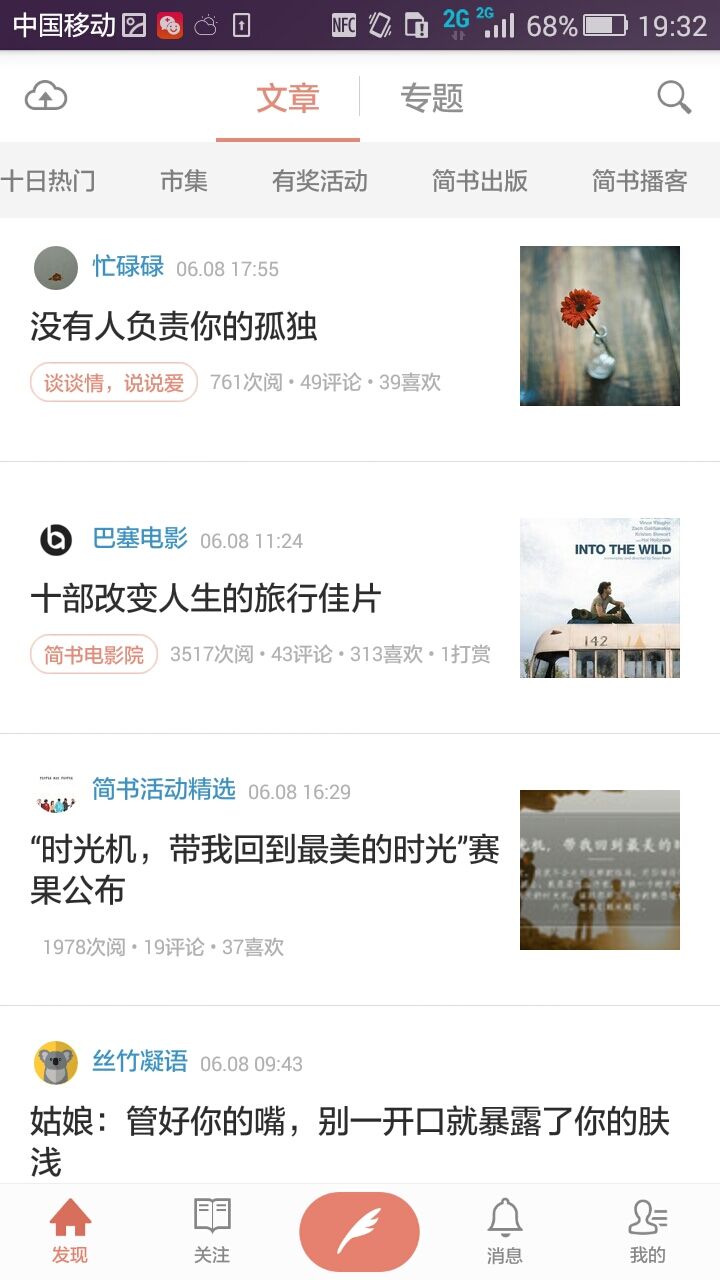 中国移动 NFC 2G 2G 68% 19:32
文章 专题
十日热门 市集 有奖活动 简书出版 简书播客
忙碌碌 06.08 17:55
没有人负责你的孤独
谈谈情，说说爱 761次阅 • 49评论 • 39喜欢
巴塞电影 06.08 11:24
十部改变人生的旅行佳片
简书电影院 3517次阅 • 43评论 • 313喜欢 • 1打赏
Vince Vaughn
Zach Galifianakis
Kristen Stewart
Hal Holbrook
INTO THE WILD
142
简书活动精选 06.08 16:29
“时光机，带我回到最美的时光”赛
果公布
光机，带我回到最美的时
1978次阅 • 19评论 • 37喜欢
丝竹凝语 06.08 09:43
姑娘：管好你的嘴，别一开口就暴露了你的肤
浅
发现 关注 消息 我的